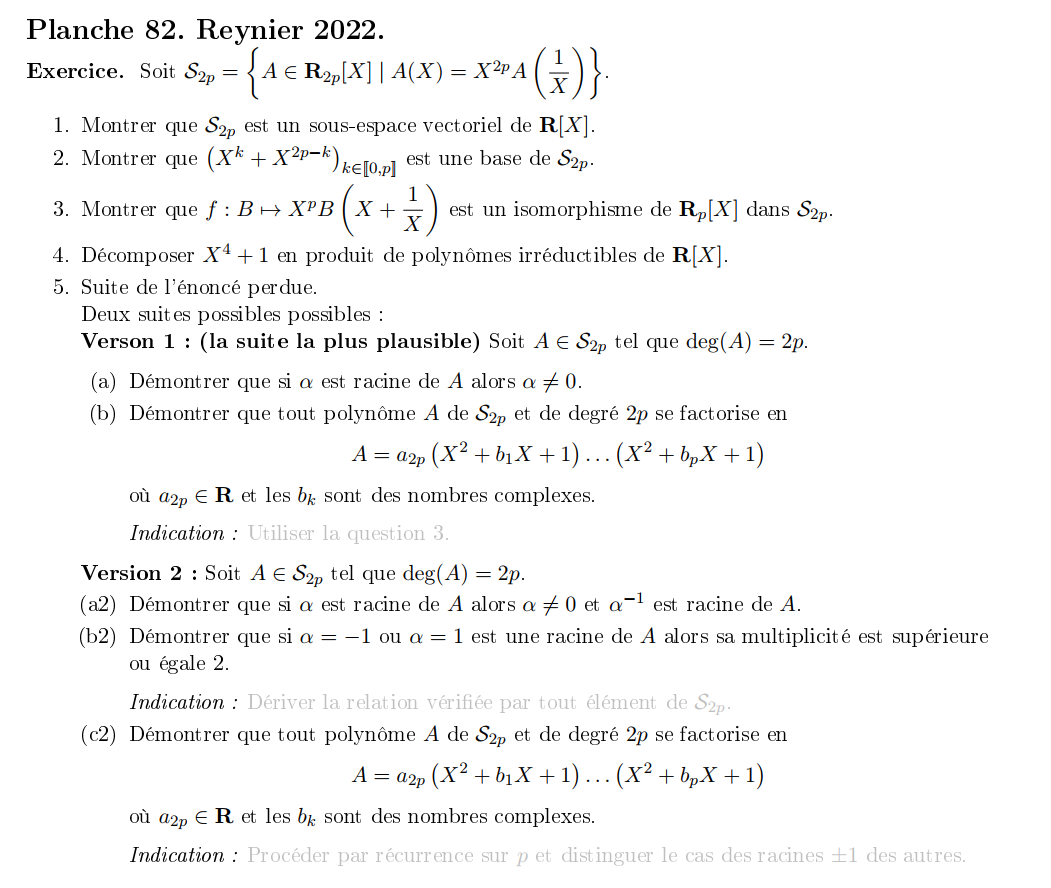 Planche 82. Reynier 2022.
Exercice. Soit $\mathcal{S}_{2p} = \left\{ A \in \mathbf{R}_{2p}[X] \mid A(X) = X^{2p} A\left(\dfrac{1}{X}\right) \right\}$.
1. Montrer que $\mathcal{S}_{2p}$ est un sous-espace vectoriel de $\mathbf{R}[X]$.
2. Montrer que $\left(X^k + X^{2p-k}\right)_{k \in [\![0,p]\!]}$ est une base de $\mathcal{S}_{2p}$.
3. Montrer que $f : B \mapsto X^p B\left(X + \dfrac{1}{X}\right)$ est un isomorphisme de $\mathbf{R}_p[X]$ dans $\mathcal{S}_{2p}$.
4. Décomposer $X^4 + 1$ en produit de polynômes irréductibles de $\mathbf{R}[X]$.
5. Suite de l'énoncé perdue.
Deux suites possibles possibles :
Verson 1 : (la suite la plus plausible) Soit $A \in \mathcal{S}_{2p}$ tel que $\deg(A) = 2p$.
(a) Démontrer que si $\alpha$ est racine de $A$ alors $\alpha \neq 0$.
(b) Démontrer que tout polynôme $A$ de $\mathcal{S}_{2p}$ et de degré $2p$ se factorise en
$A = a_{2p}\left(X^2 + b_1 X + 1\right) \ldots \left(X^2 + b_p X + 1\right)$
où $a_{2p} \in \mathbf{R}$ et les $b_k$ sont des nombres complexes.
Indication : Utiliser la question 3.
Version 2 : Soit $A \in \mathcal{S}_{2p}$ tel que $\deg(A) = 2p$.
(a2) Démontrer que si $\alpha$ est racine de $A$ alors $\alpha \neq 0$ et $\alpha^{-1}$ est racine de $A$.
(b2) Démontrer que si $\alpha = -1$ ou $\alpha = 1$ est une racine de $A$ alors sa multiplicité est supérieure
ou égale 2.
Indication : Dériver la relation vérifiée par tout élément de $\mathcal{S}_{2p}$.
(c2) Démontrer que tout polynôme $A$ de $\mathcal{S}_{2p}$ et de degré $2p$ se factorise en
$A = a_{2p}\left(X^2 + b_1 X + 1\right) \ldots \left(X^2 + b_p X + 1\right)$
où $a_{2p} \in \mathbf{R}$ et les $b_k$ sont des nombres complexes.
Indication : Procéder par récurrence sur $p$ et distinguer le cas des racines $\pm 1$ des autres.